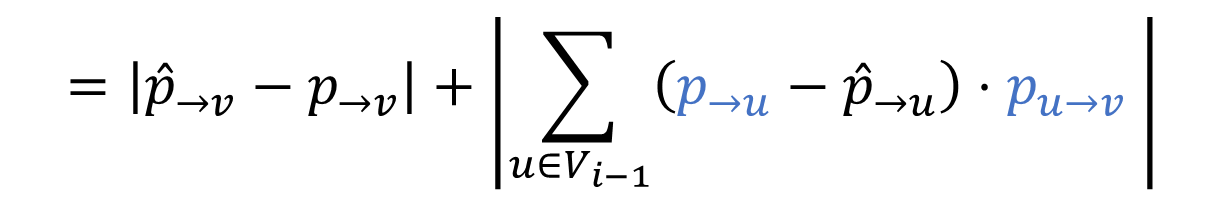 = |p̂→v − p→v| + |∑u∈Vi−1 (p→u − p̂→u) · pu→v|